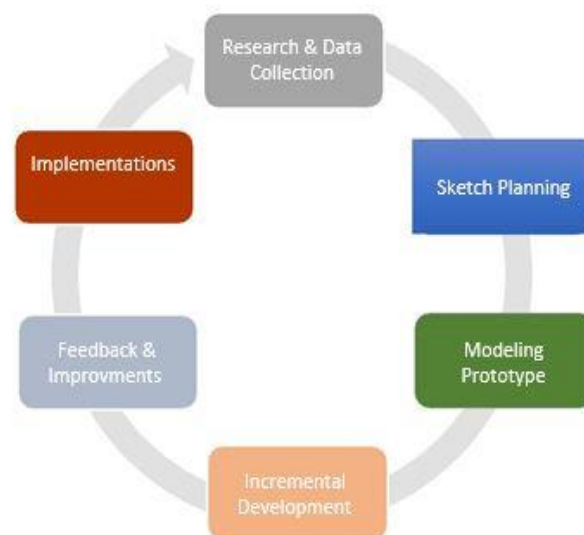 Research & Data
Collection
Sketch Planning
Modeling
Prototype
Incremental
Development
Feedback &
Improvments
Implementations